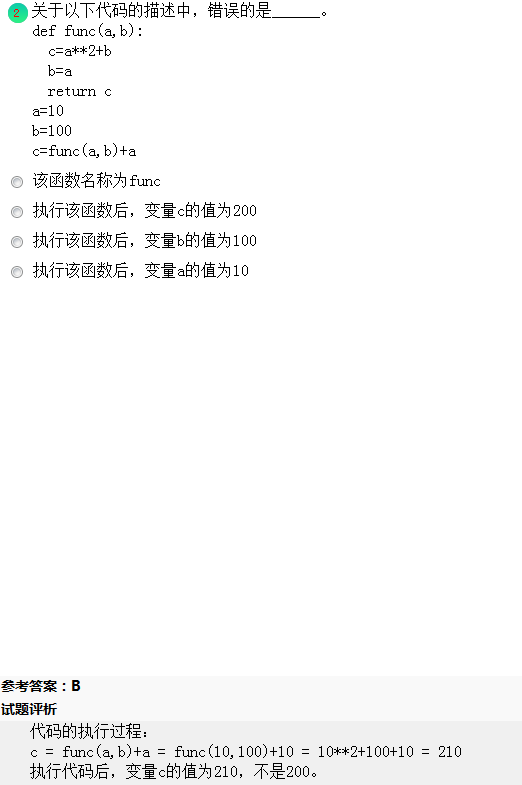 2 关于以下代码的描述中，错误的是______。
def func(a,b):
  c=a**2+b
  b=a
  return c
a=10
b=100
c=func(a,b)+a
该函数名称为func
执行该函数后，变量c的值为200
执行该函数后，变量b的值为100
执行该函数后，变量a的值为10
参考答案：B
试题评析
代码的执行过程：
c = func(a,b)+a = func(10,100)+10 = 10**2+100+10 = 210
执行代码后，变量c的值为210，不是200。